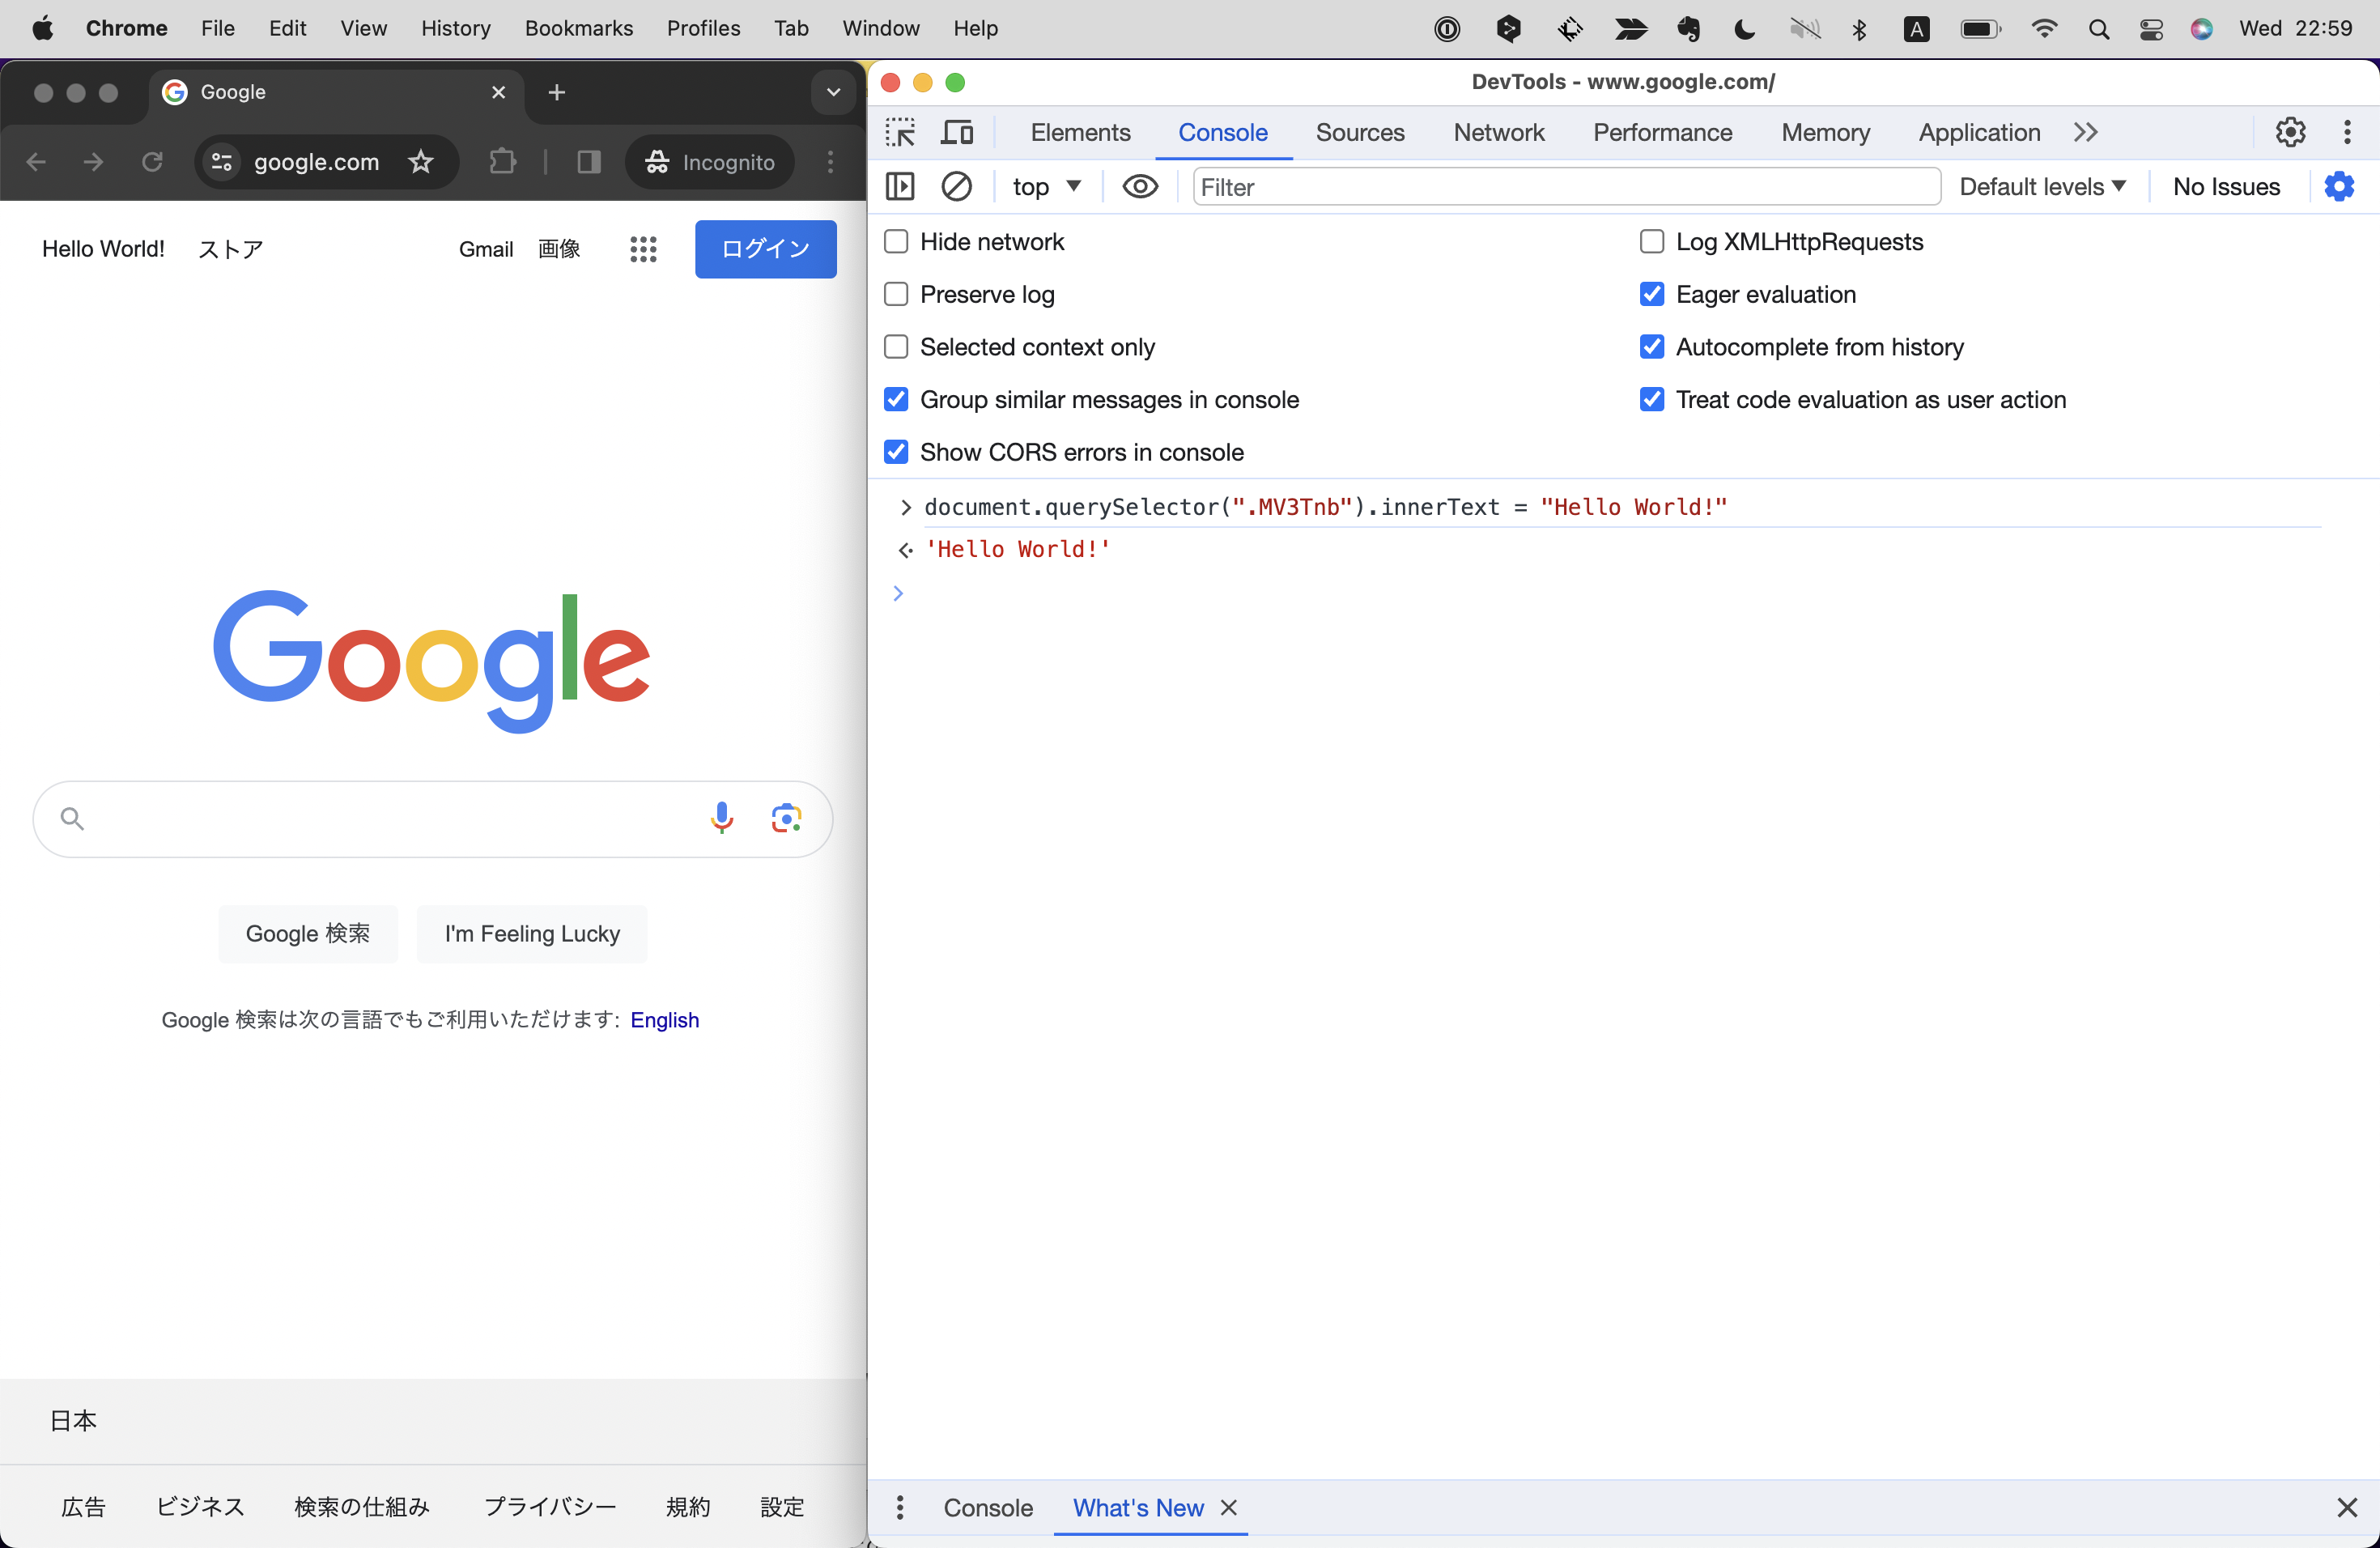 Chrome File Edit View History Bookmarks Profiles Tab Window Help A Wed 22:59
Google
google.com Incognito
Hello World! ストア Gmail 画像 ログイン
Google
Google 検索 I'm Feeling Lucky
Google 検索は次の言語でもご利用いただけます: English
日本
広告 ビジネス 検索の仕組み プライバシー 規約 設定
DevTools - www.google.com/
Elements Console Sources Network Performance Memory Application
top Filter Default levels No Issues
Hide network Log XMLHttpRequests
Preserve log Eager evaluation
Selected context only Autocomplete from history
Group similar messages in console Treat code evaluation as user action
Show CORS errors in console
document.querySelector(".MV3Tnb").innerText = "Hello World!"
'Hello World!'
Console What's New